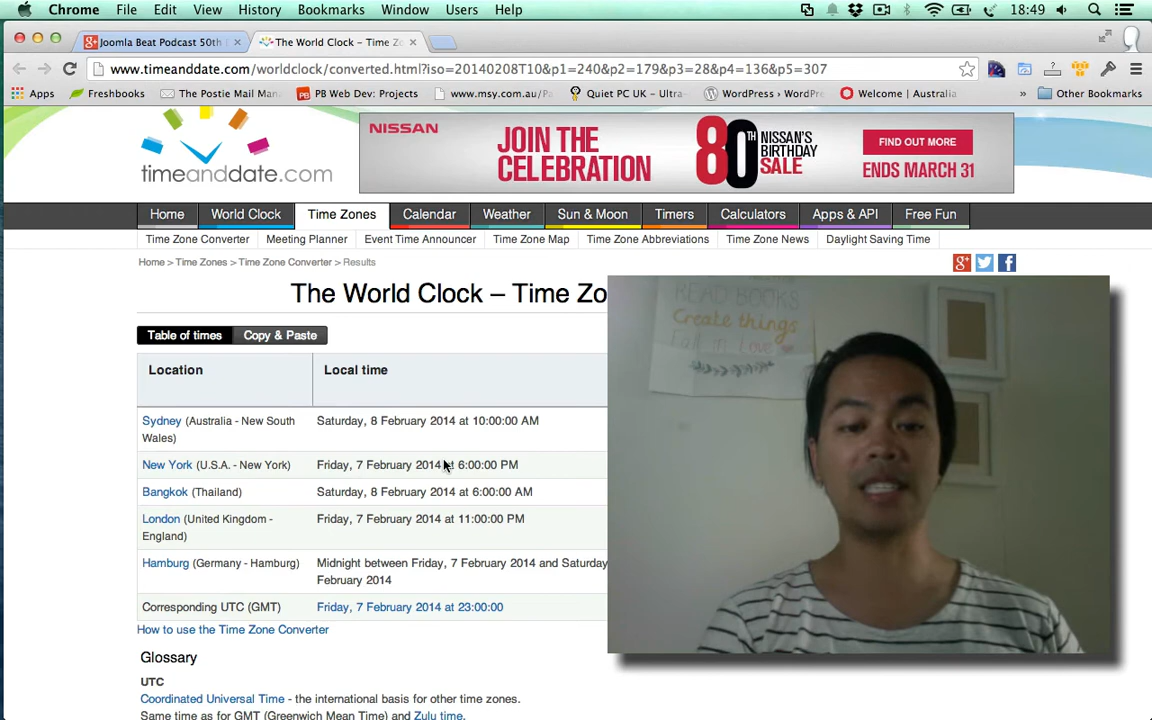 Chrome File Edit View History Bookmarks Window Users Help 18:49
Joomla Beat Podcast 50th
The World Clock – Time Zo
www.timeanddate.com/worldclock/converted.html?iso=20140208T10&p1=240&p2=179&p3=28&p4=136&p5=307
Apps Freshbooks The Postie Mail Man PB Web Dev: Projects www.msy.com.au/Pa Quiet PC UK - Ultra- WordPress › WordPre Welcome | Australia » Other Bookmarks
timeanddate.com
NISSAN
JOIN THE
CELEBRATION
80TH
NISSAN'S
BIRTHDAY
SALE
FIND OUT MORE
ENDS MARCH 31
Home World Clock Time Zones Calendar Weather Sun & Moon Timers Calculators Apps & API Free Fun
Time Zone Converter Meeting Planner Event Time Announcer Time Zone Map Time Zone Abbreviations Time Zone News Daylight Saving Time
Home > Time Zones > Time Zone Converter > Results
The World Clock – Time Zo
Table of times Copy & Paste
Location Local time
Sydney (Australia - New South Saturday, 8 February 2014 at 10:00:00 AM
Wales)
New York (U.S.A. - New York) Friday, 7 February 2014 at 6:00:00 PM
Bangkok (Thailand) Saturday, 8 February 2014 at 6:00:00 AM
London (United Kingdom - Friday, 7 February 2014 at 11:00:00 PM
England)
Hamburg (Germany - Hamburg) Midnight between Friday, 7 February 2014 and Saturday
February 2014
Corresponding UTC (GMT) Friday, 7 February 2014 at 23:00:00
How to use the Time Zone Converter
Glossary
UTC
Coordinated Universal Time - the international basis for other time zones.
Same time as for GMT (Greenwich Mean Time) and Zulu time.
READ BOOKS
Create things
Fall in Love